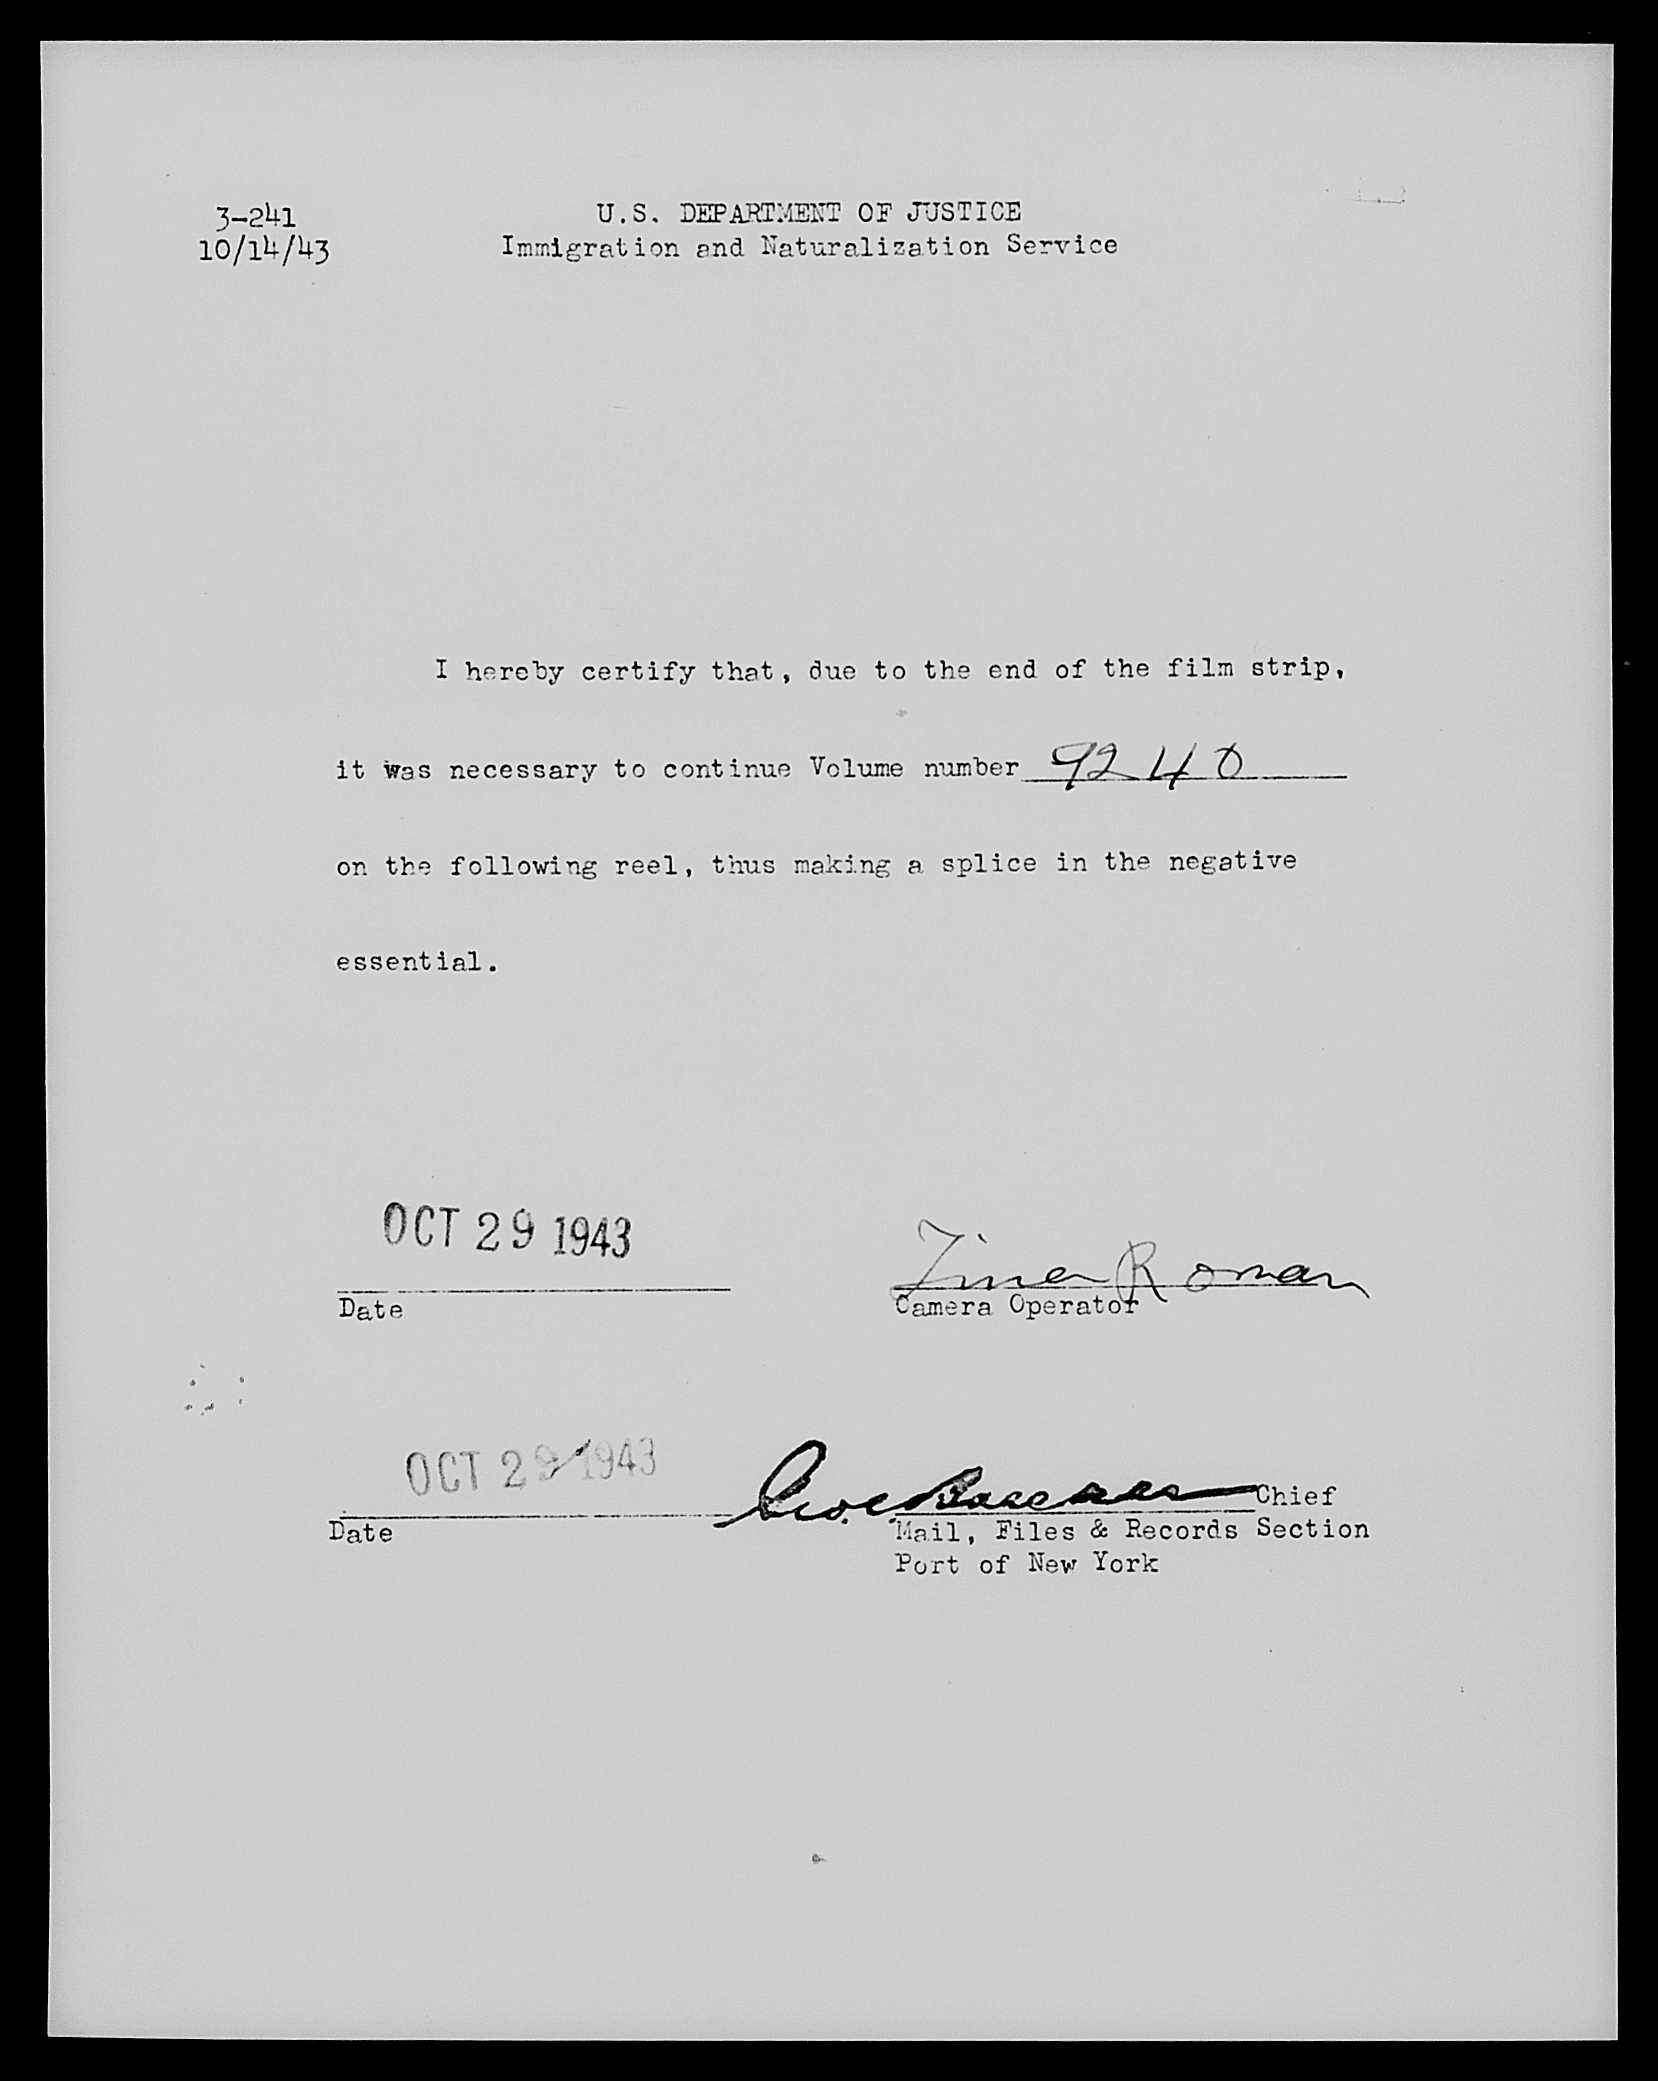 3-241
10/14/43
U.S. DEPARTMENT OF JUSTICE
Immigration and Naturalization Service
I hereby certify that, due to the end of the film strip,
it was necessary to continue Volume number 9240
on the following reel, thus making a splice in the negative
essential.
OCT 29 1943
Date
Tina Roman
Camera Operator
OCT 29 1943
Date
Geo.
Chief
Mail, Files & Records Section
Port of New York